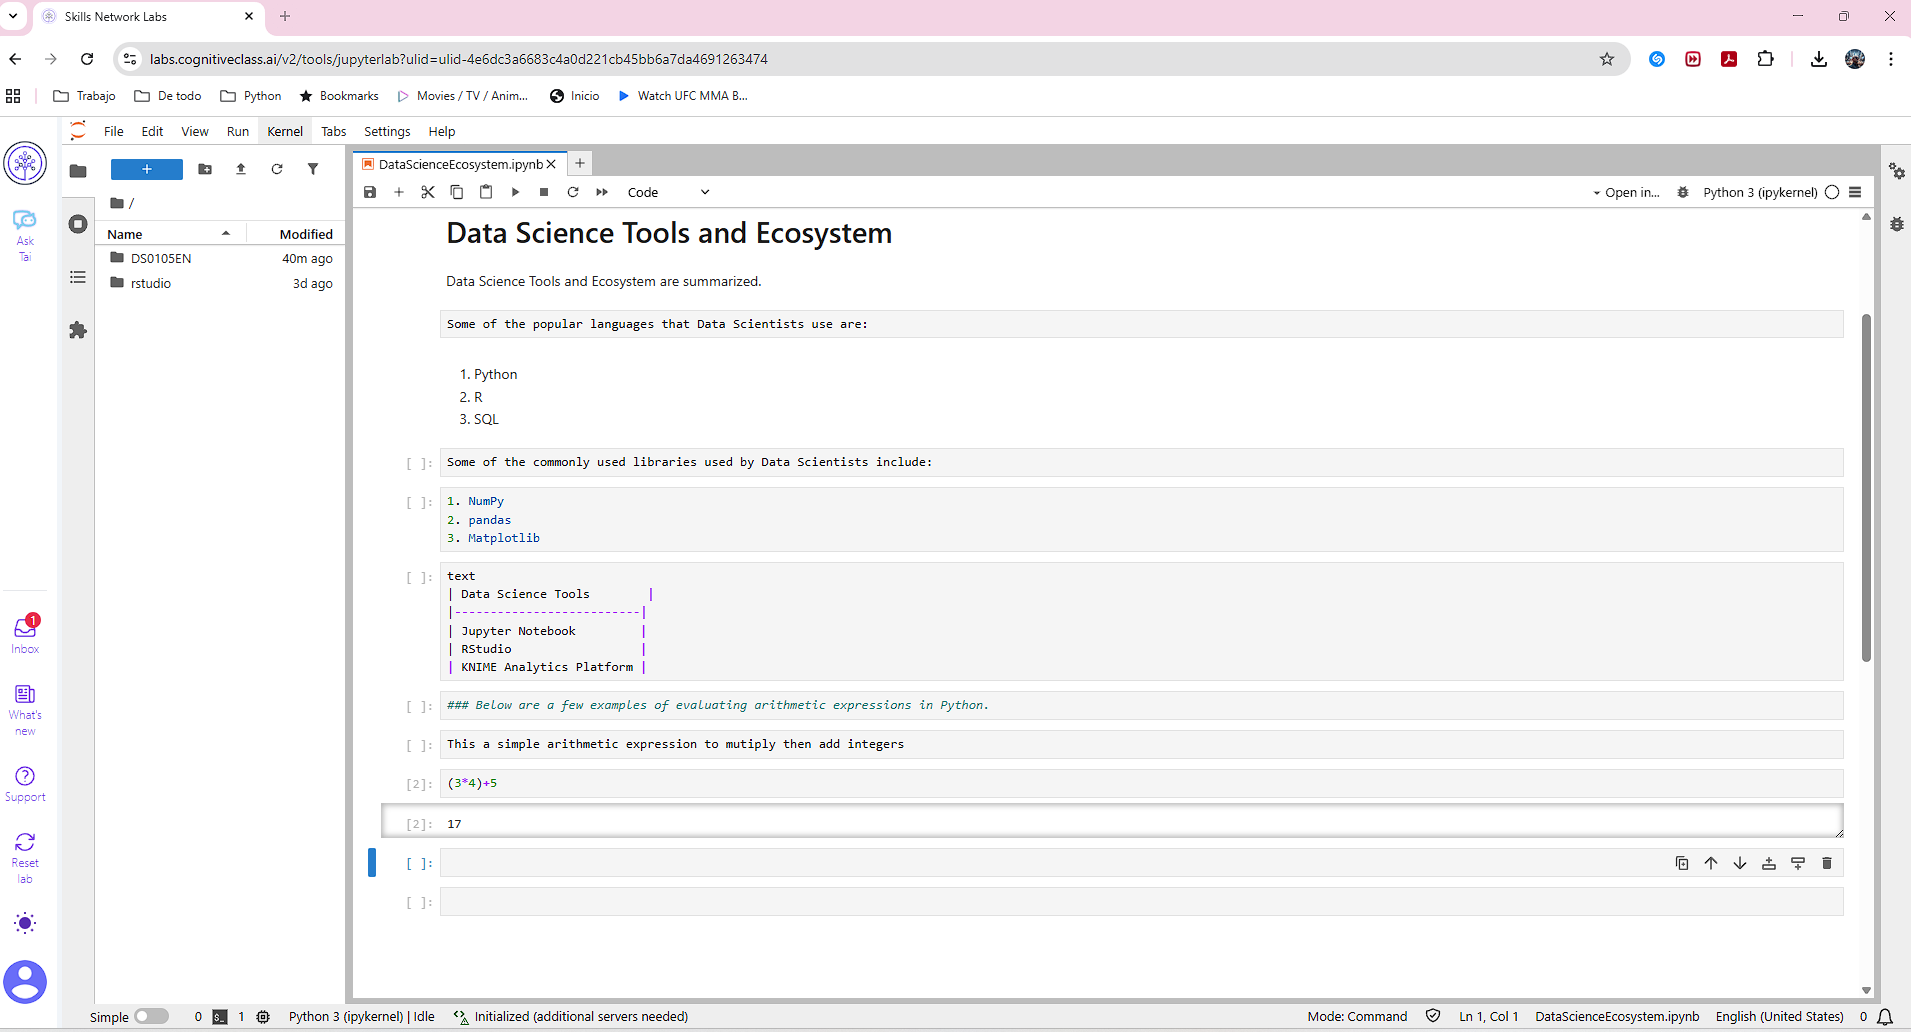 Skills Network Labs
labs.cognitiveclass.ai/v2/tools/jupyterlab?ulid=ulid-4e6dc3a6683c4a0d221cb45bb6a7da4691263474
Trabajo De todo Python Bookmarks Movies / TV / Anim... Inicio Watch UFC MMA B...
File Edit View Run Kernel Tabs Settings Help
DataScienceEcosystem.ipynb
Code Open in... Python 3 (ipykernel)
/
Name Modified
DS0105EN 40m ago
rstudio 3d ago
Ask
Tai
Inbox
1
What's
new
Support
Reset
lab
Data Science Tools and Ecosystem
Data Science Tools and Ecosystem are summarized.
Some of the popular languages that Data Scientists use are:
1. Python
2. R
3. SQL
[ ]: Some of the commonly used libraries used by Data Scientists include:
[ ]: 1. NumPy
2. pandas
3. Matplotlib
[ ]: text
| Data Science Tools        |
|--------------------------|
| Jupyter Notebook         |
| RStudio                  |
| KNIME Analytics Platform |
[ ]: ### Below are a few examples of evaluating arithmetic expressions in Python.
[ ]: This a simple arithmetic expression to mutiply then add integers
[2]: (3*4)+5
[2]: 17
[ ]:
[ ]:
Simple 0 $_ 1 Python 3 (ipykernel) | Idle Initialized (additional servers needed) Mode: Command Ln 1, Col 1 DataScienceEcosystem.ipynb English (United States) 0